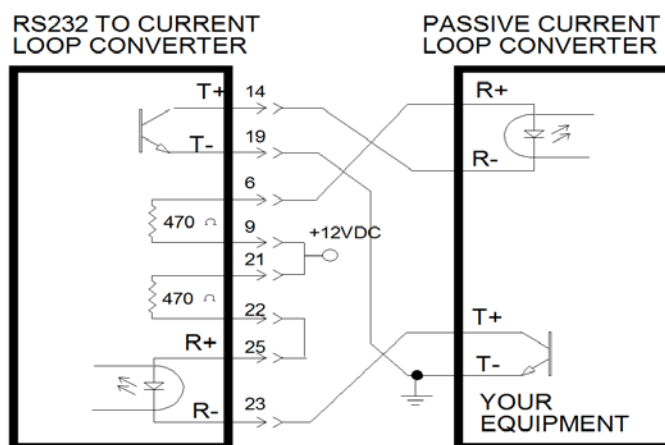 RS232 TO CURRENT
LOOP CONVERTER
PASSIVE CURRENT
LOOP CONVERTER
T+
14
R+
T-
19
R-
6
470 Ω
9
+12VDC
21
470 Ω
22
T+
R+
25
T-
R-
23
YOUR
EQUIPMENT